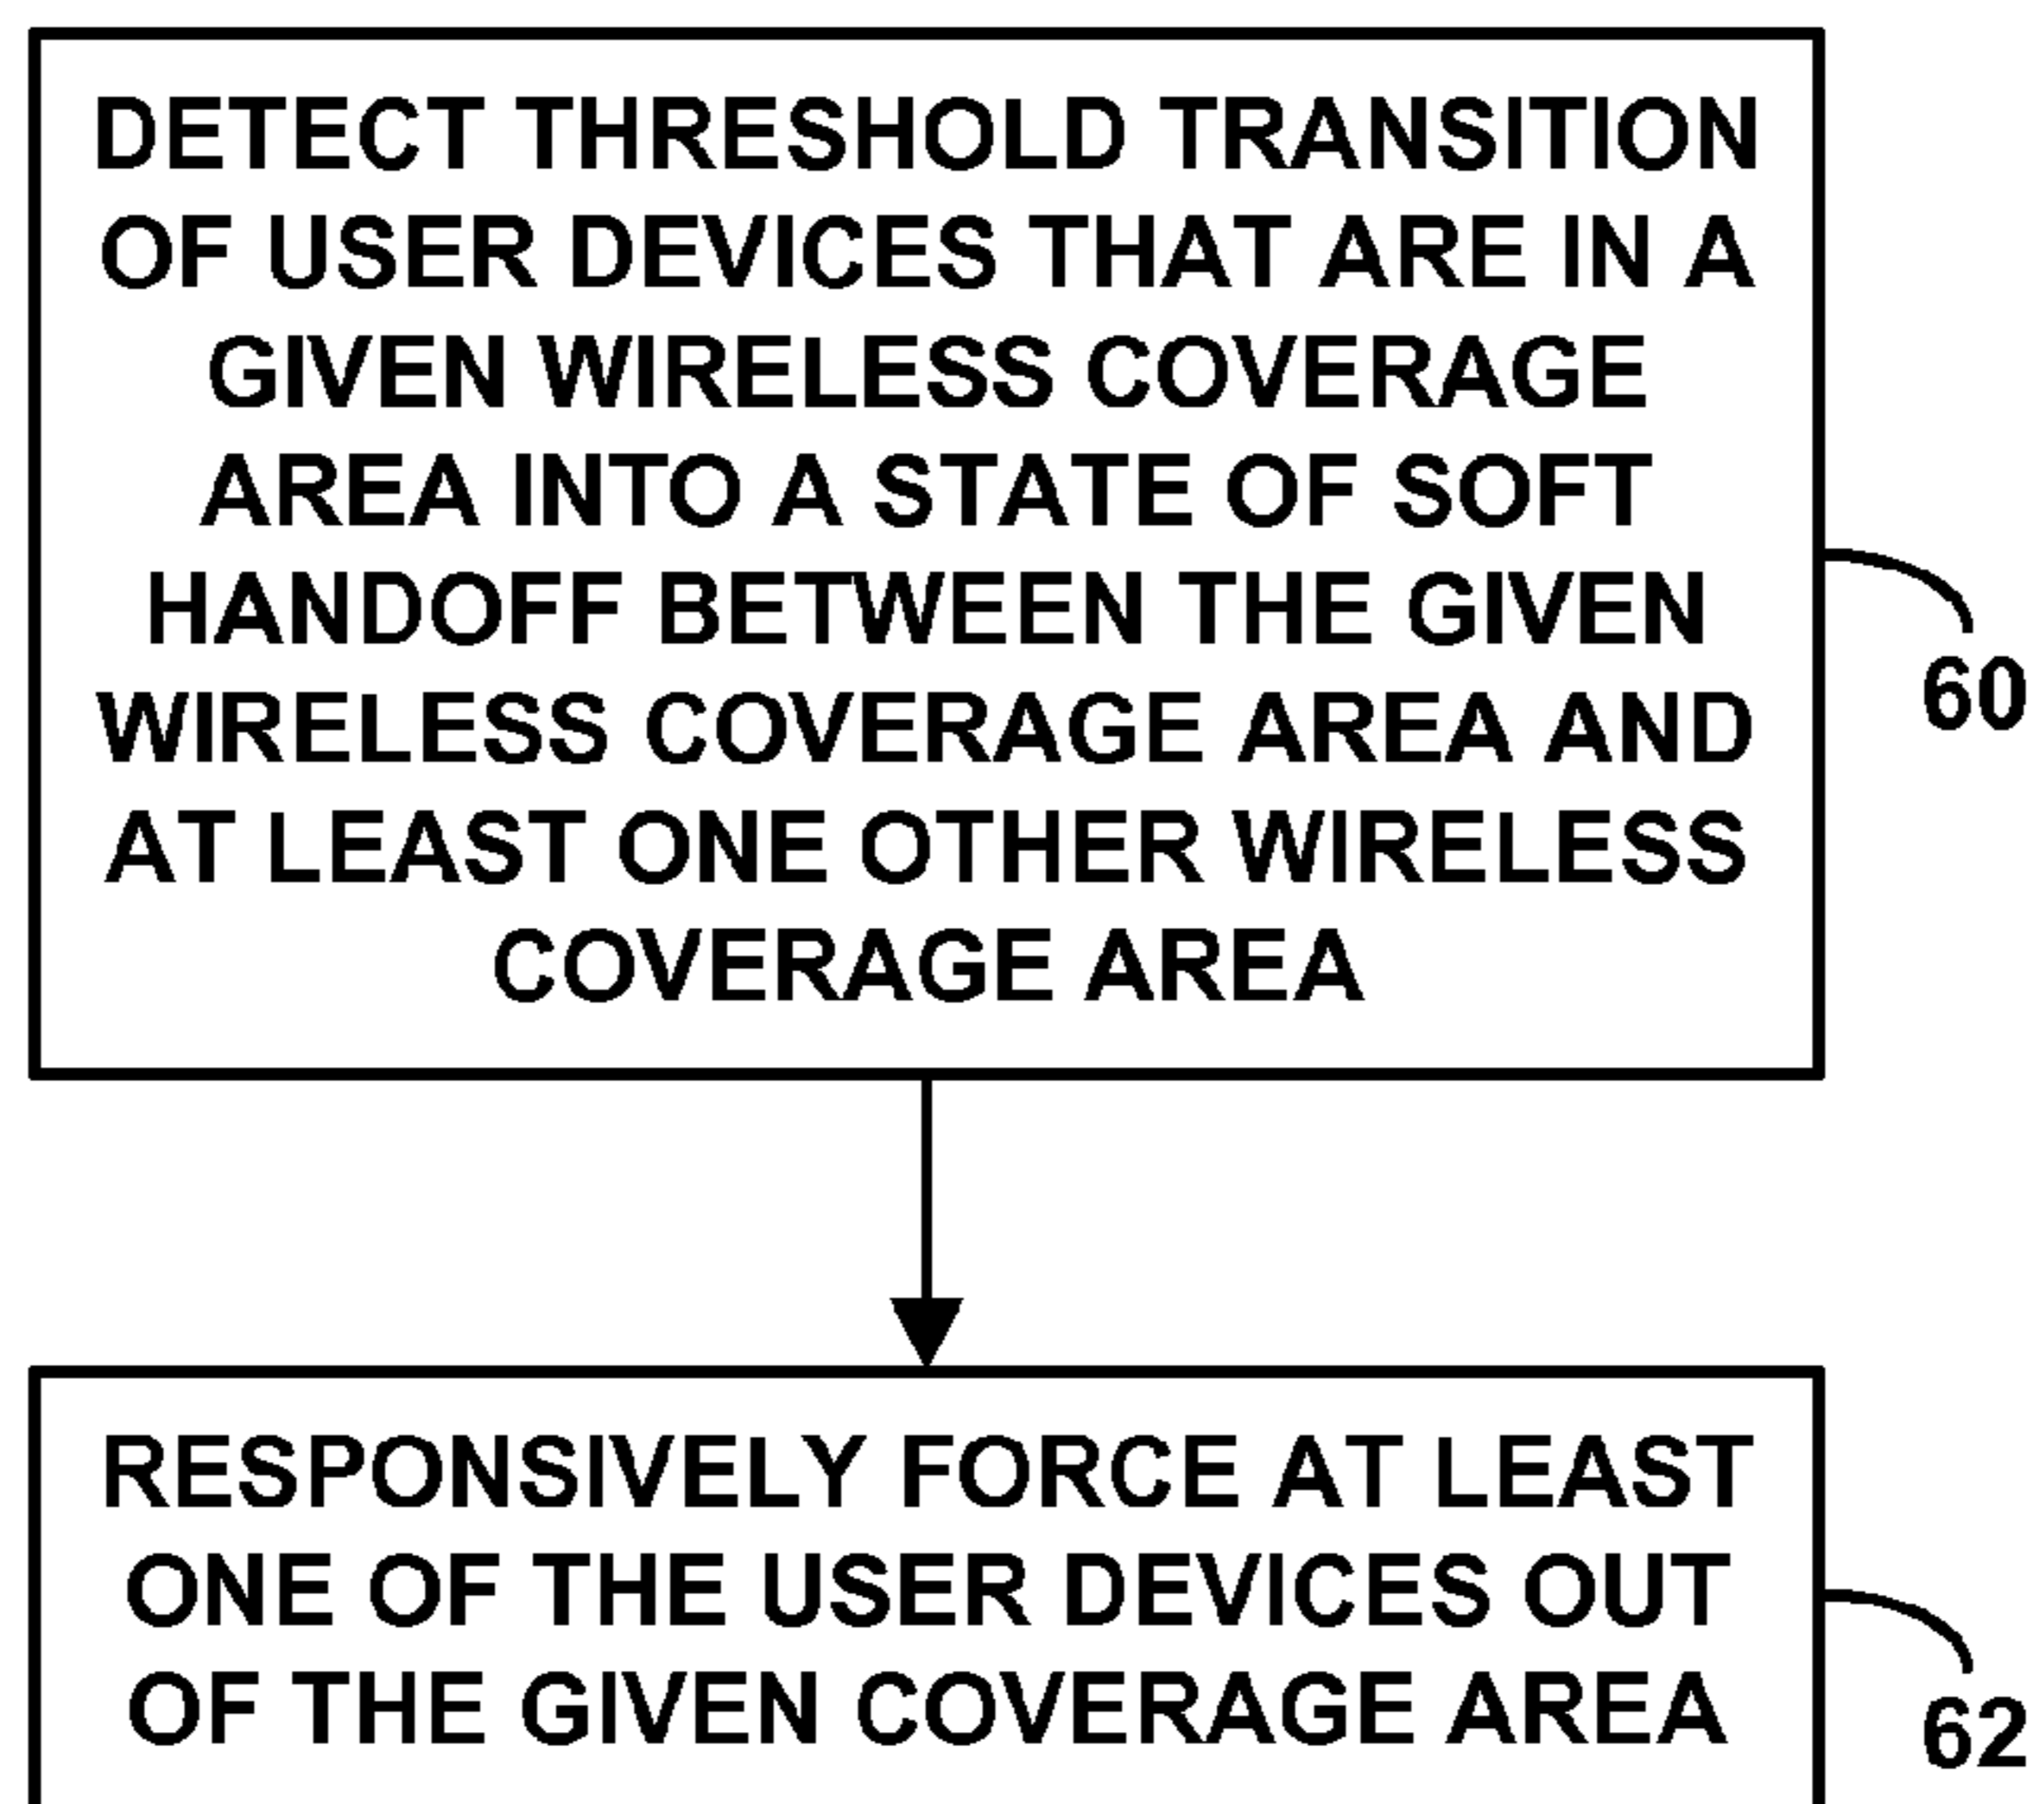 DETECT THRESHOLD TRANSITION
OF USER DEVICES THAT ARE IN A
GIVEN WIRELESS COVERAGE
AREA INTO A STATE OF SOFT
HANDOFF BETWEEN THE GIVEN
WIRELESS COVERAGE AREA AND
AT LEAST ONE OTHER WIRELESS
COVERAGE AREA
60
RESPONSIVELY FORCE AT LEAST
ONE OF THE USER DEVICES OUT
OF THE GIVEN COVERAGE AREA
62